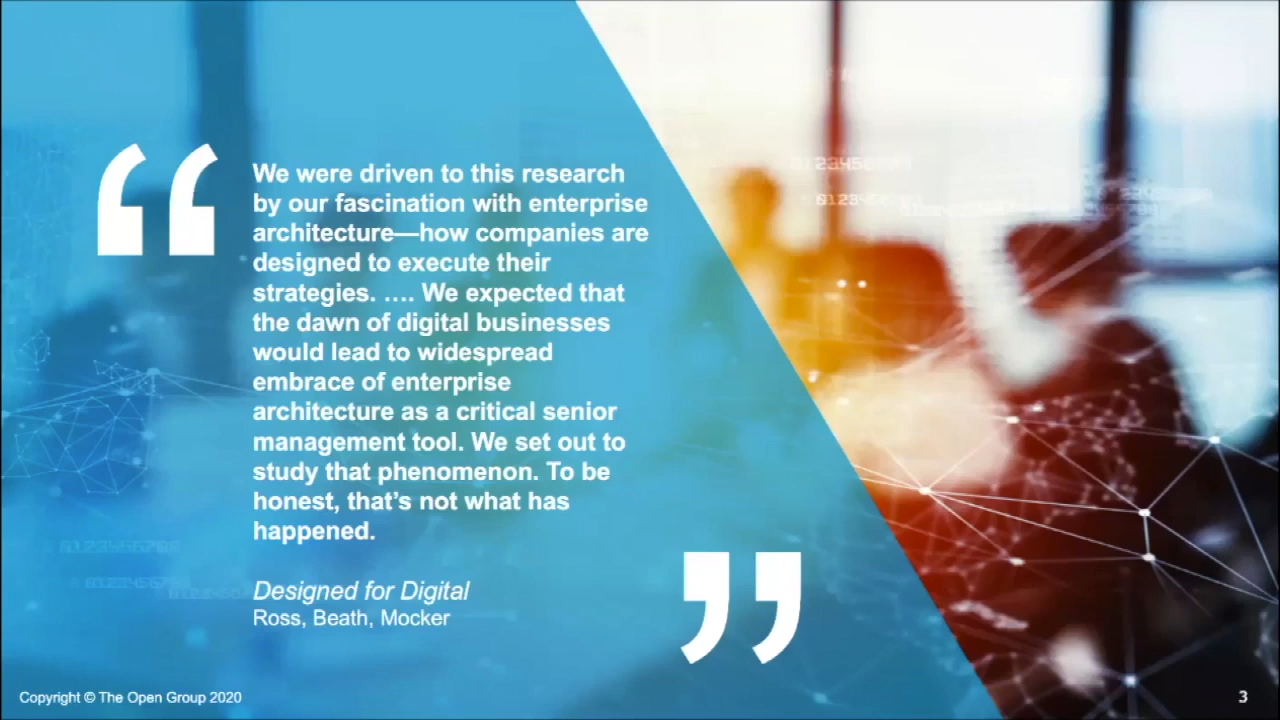 “
We were driven to this research
by our fascination with enterprise
architecture—how companies are
designed to execute their
strategies. …. We expected that
the dawn of digital businesses
would lead to widespread
embrace of enterprise
architecture as a critical senior
management tool. We set out to
study that phenomenon. To be
honest, that’s not what has
happened.
”
Designed for Digital
Ross, Beath, Mocker
Copyright © The Open Group 2020
3